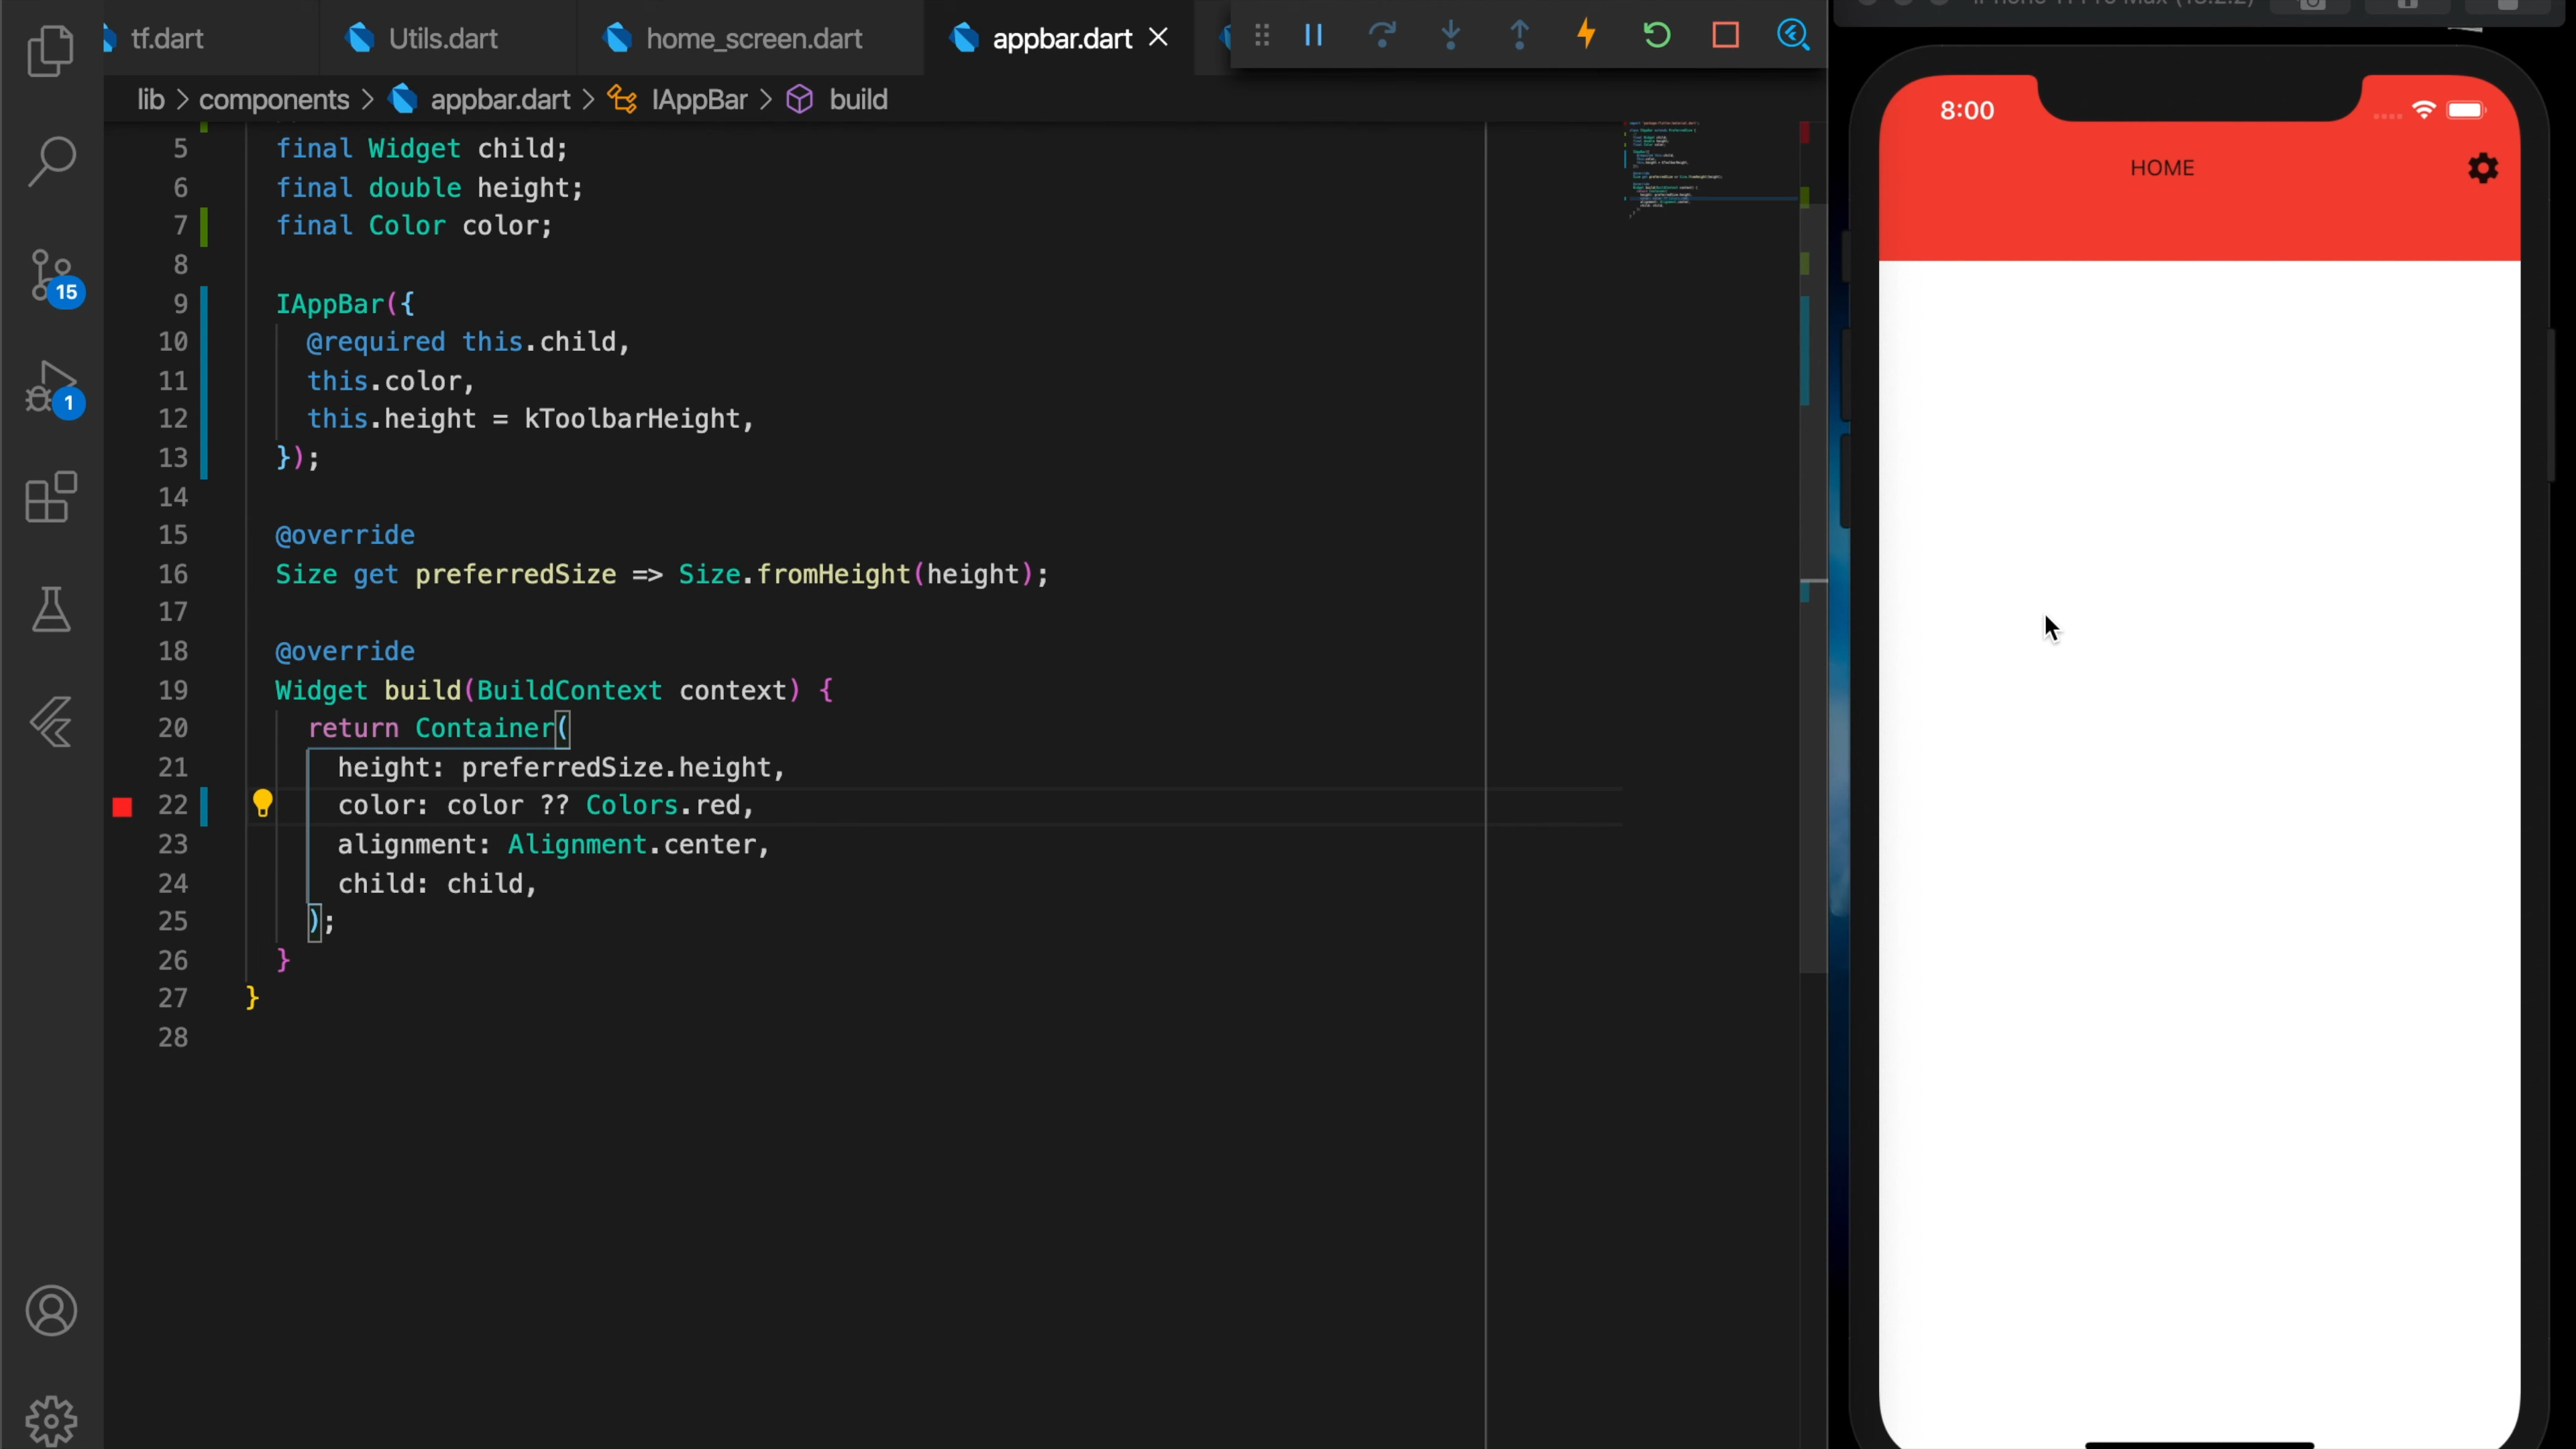 tf.dart
Utils.dart
home_screen.dart
appbar.dart
lib > components > appbar.dart > IAppBar > build
5 final Widget child;
6 final double height;
7 final Color color;
8
9 IAppBar({
10 @required this.child,
11 this.color,
12 this.height = kToolbarHeight,
13 });
14
15 @override
16 Size get preferredSize => Size.fromHeight(height);
17
18 @override
19 Widget build(BuildContext context) {
20 return Container(
21 height: preferredSize.height,
22 color: color ?? Colors.red,
23 alignment: Alignment.center,
24 child: child,
25 );
26 }
27 }
28
15
1
8:00
HOME